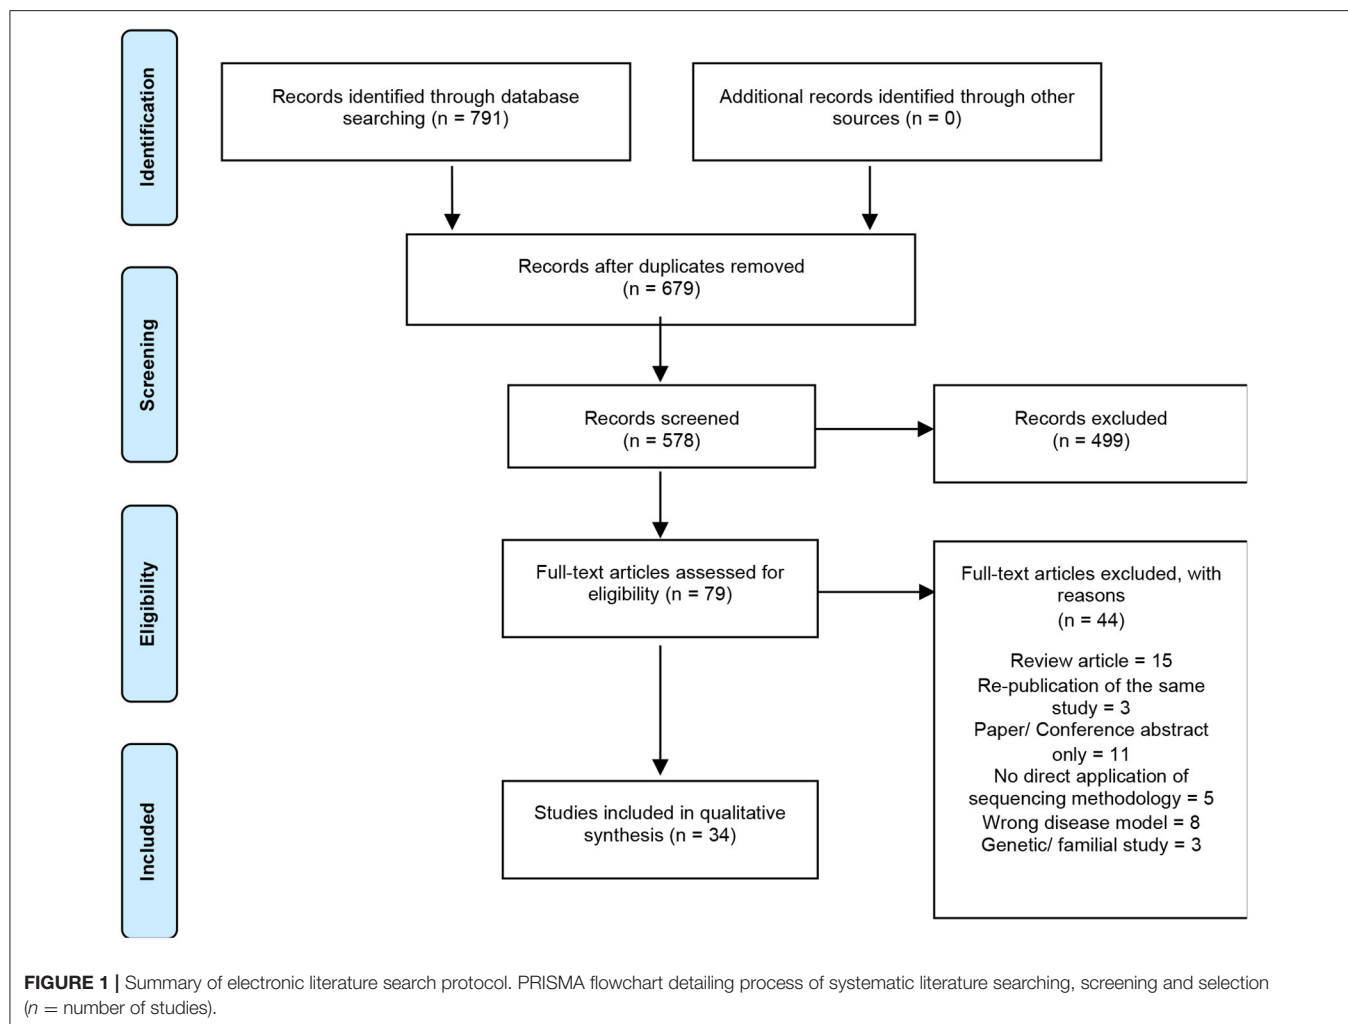 Identification
Records identified through database
searching (n = 791)
Additional records identified through other
sources (n = 0)
Records after duplicates removed
(n = 679)
Screening
Records screened
(n = 578)
Records excluded
(n = 499)
Eligibility
Full-text articles assessed for
eligibility (n = 79)
Full-text articles excluded, with
reasons
(n = 44)
Review article = 15
Re-publication of the same
study = 3
Paper/ Conference abstract
only = 11
No direct application of
sequencing methodology = 5
Wrong disease model = 8
Genetic/ familial study = 3
Included
Studies included in qualitative
synthesis (n = 34)
FIGURE 1 | Summary of electronic literature search protocol. PRISMA flowchart detailing process of systematic literature searching, screening and selection
(n = number of studies).